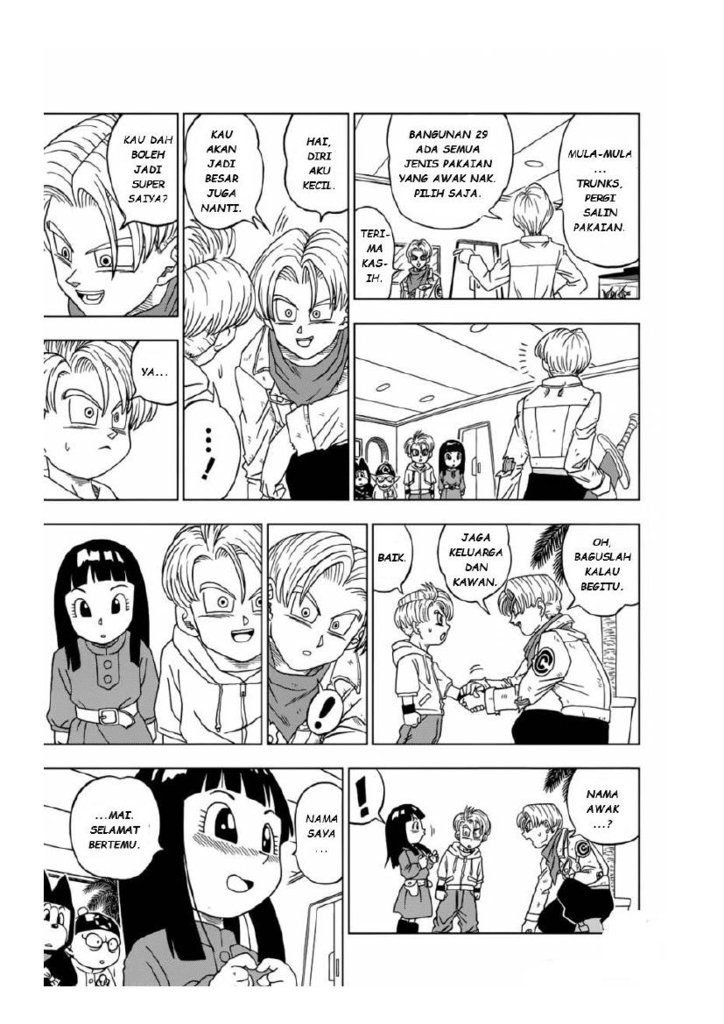 MULA-MULA
...
TRUNKS,
PERGI
SALIN
PAKAIAN.
BANGUNAN 29
ADA SEMUA
JENIS PAKAIAN
YANG AWAK NAK.
PILIH SAJA.
TERI-
MA
KAS-
IH.
HAI,
DIRI
AKU
KECIL.
KAU
AKAN
JADI
BESAR
JUGA
NANTI.
...!
KAU DAH
BOLEH
JADI
SUPER
SAIYA?
YA...
OH,
BAGUSLAH
KALAU
BEGITU.
JAGA
KELUARGA
DAN
KAWAN.
BAIK.
!
NAMA
AWAK
...?
!
NAMA
SAYA
...
...MAI.
SELAMAT
BERTEMU.